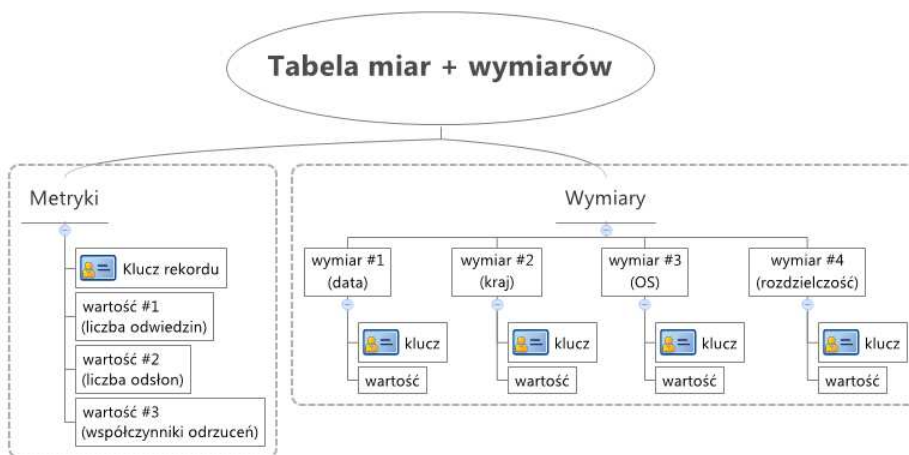 Tabela miar + wymiarów
Metryki
Klucz rekordu
wartość #1
(liczba odwiedzin)
wartość #2
(liczba odsłon)
wartość #3
(współczynniki odrzuceń)
Wymiary
wymiar #1
(data)
klucz
wartość
wymiar #2
(kraj)
klucz
wartość
wymiar #3
(OS)
klucz
wartość
wymiar #4
(rozdzielczość)
klucz
wartość